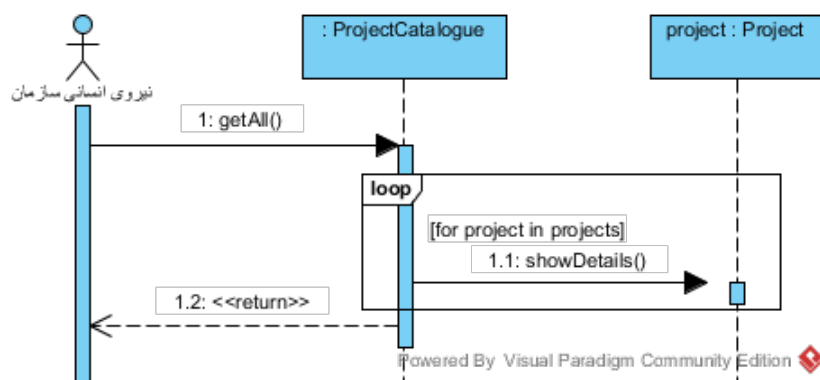 : ProjectCatalogue
project : Project
نیروی انسانی سازمان
1: getAll()
loop
[for project in projects]
1.1: showDetails()
1.2: <<return>>
Powered By Visual Paradigm Community Edition